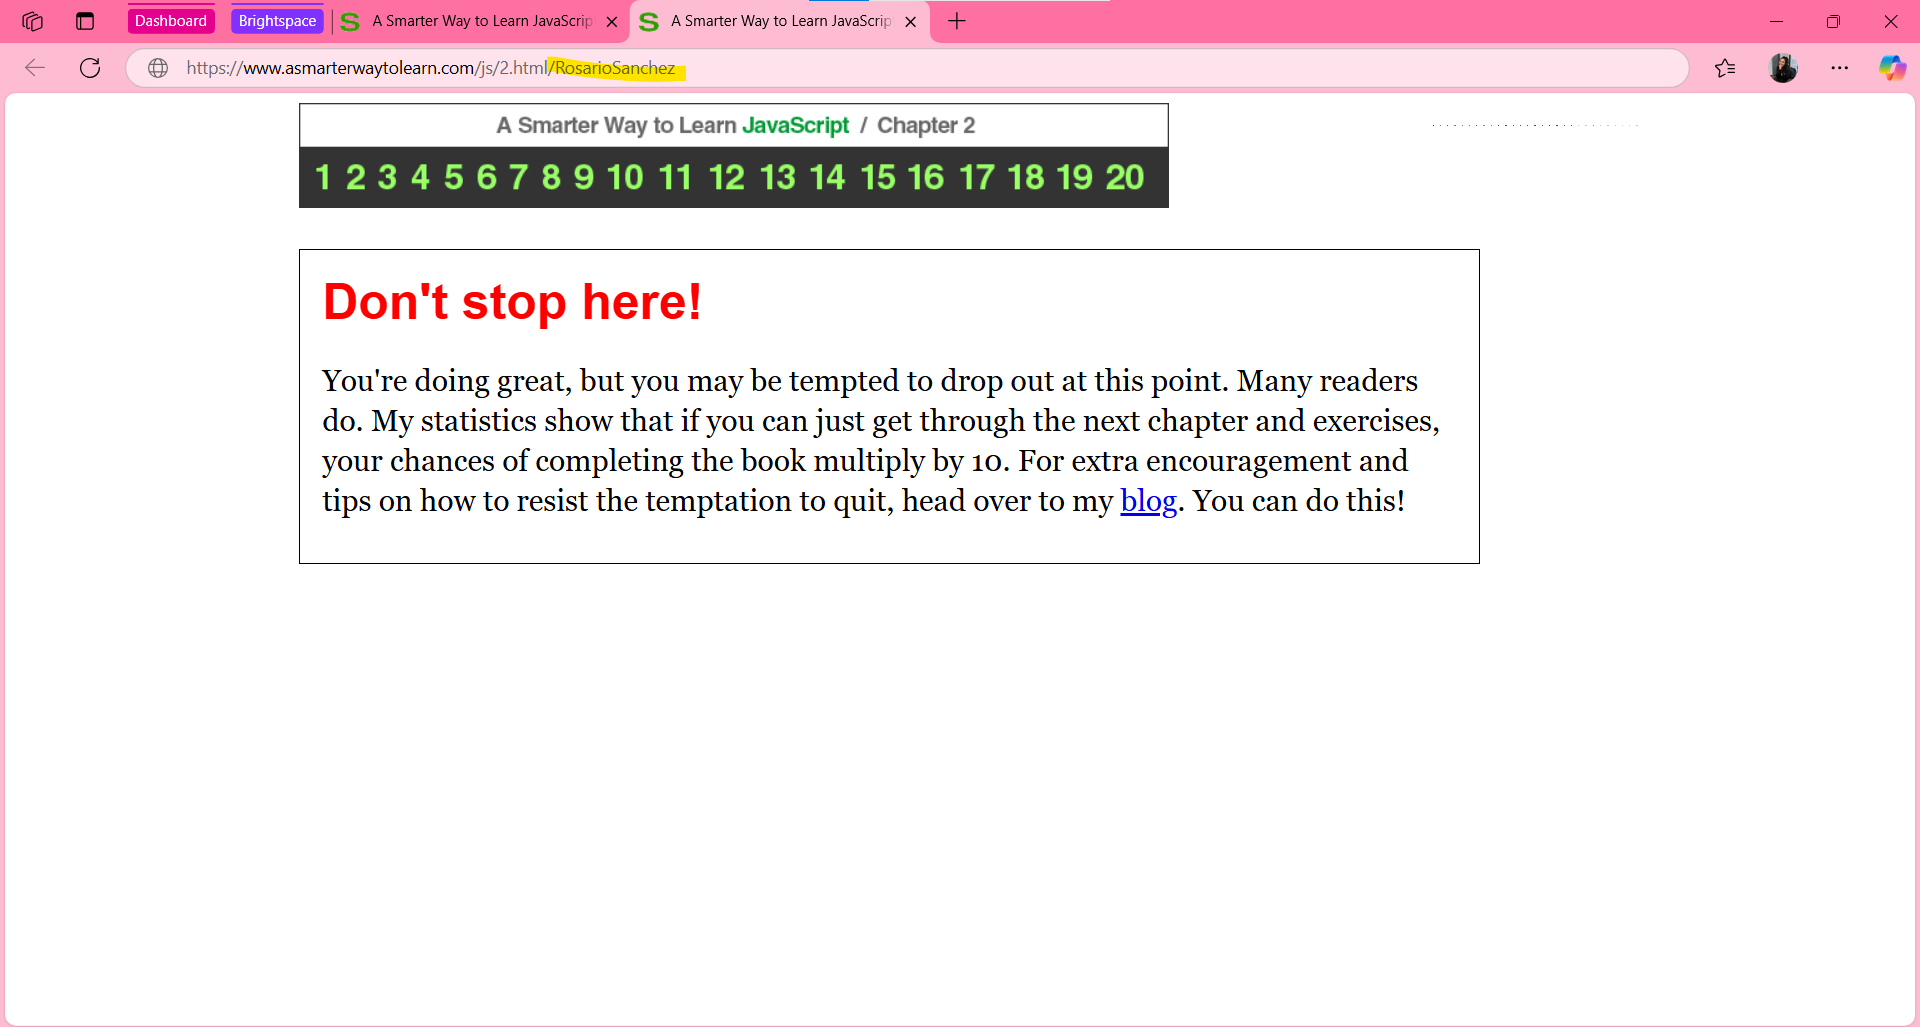 Dashboard Brightspace S A Smarter Way to Learn JavaScrip S A Smarter Way to Learn JavaScrip
https://www.asmarterwaytolearn.com/js/2.html/RosarioSanchez
A Smarter Way to Learn JavaScript / Chapter 2
1 2 3 4 5 6 7 8 9 10 11 12 13 14 15 16 17 18 19 20
Don't stop here!
You're doing great, but you may be tempted to drop out at this point. Many readers
do. My statistics show that if you can just get through the next chapter and exercises,
your chances of completing the book multiply by 10. For extra encouragement and
tips on how to resist the temptation to quit, head over to my blog. You can do this!